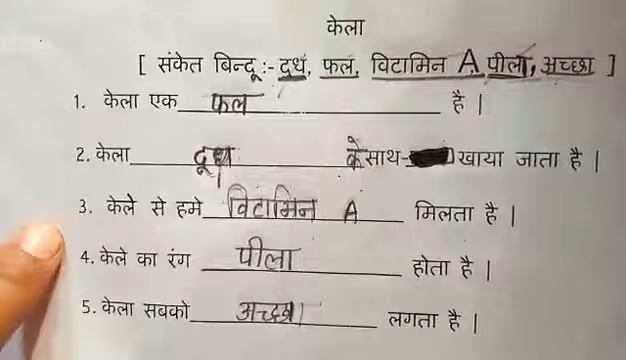 केला
[ संकेत बिन्दू :- दूध, फल, विटामिन A पीला, अच्छा ]
1. केला एक फल है |
2. केला दूध के साथ- खाया जाता है |
3. केले से हमे विटामिन A मिलता है |
4. केले का रंग पीला होता है |
5. केला सबको अच्छा लगता है |